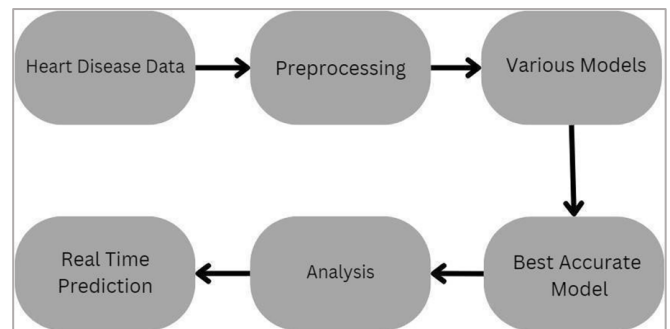 Heart Disease Data
Preprocessing
Various Models
Best Accurate
Model
Analysis
Real Time
Prediction